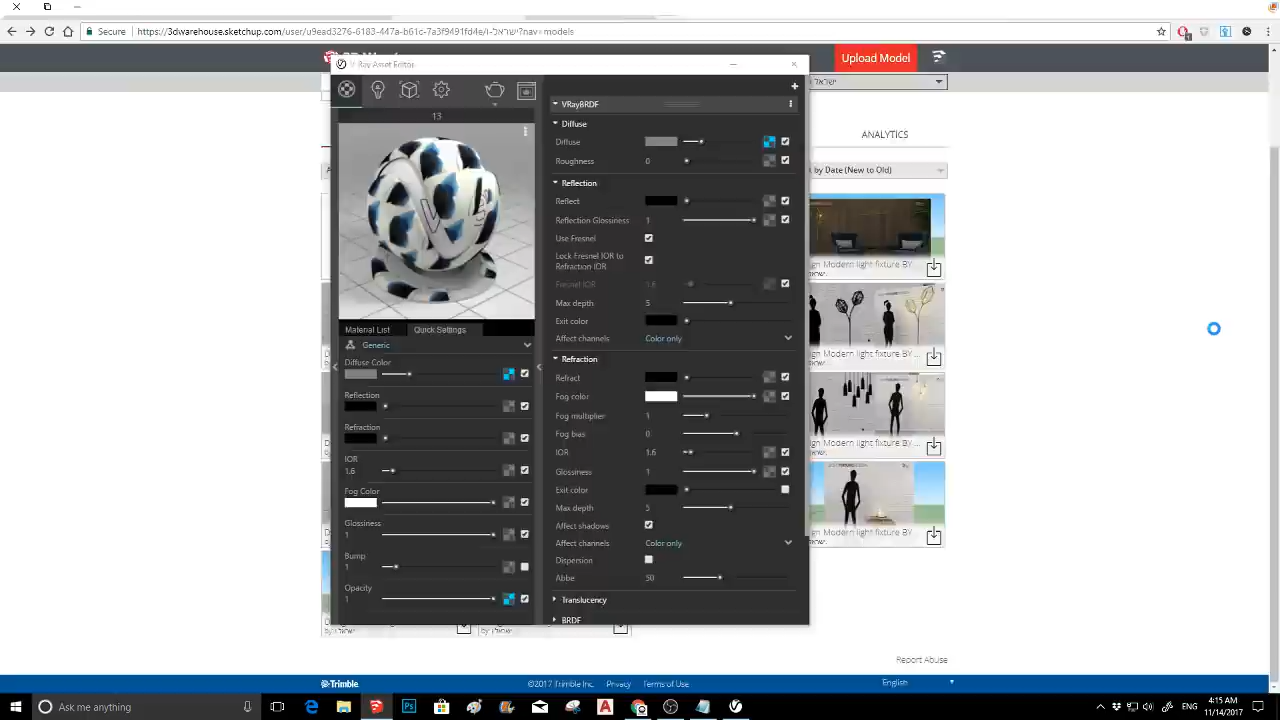 Secure
https://3dwarehouse.sketchup.com/user/u9ead3276-6183-447a-b61c-7a3f9491fd4e/ישראל-i?nav=models
Upload Model
V-Ray Asset Editor
ישראל
13
VRayBRDF
Diffuse
Diffuse
ANALYTICS
Roughness 0
by Date (New to Old)
Reflection
Reflect
Reflection Glossiness 1
Use Fresnel
Lock Fresnel IOR to
Refraction IOR
Fresnel IOR 1.6
ign Modern light fixture BY
Max depth 5
Exit color
Affect channels Color only
Material List Quick Settings
Generic
Refraction
ign Modern light fixture BY ...
Diffuse Color
Refract
Fog color
Reflection
Fog multiplier 1
Refraction
Fog bias 0
ign Modern light fixture BY ...
IOR 1.6
IOR
1.6
Glossiness 1
Fog Color
Exit color
Max depth 5
Glossiness
1
Affect shadows
ign Modern light fixture BY ...
Affect channels Color only
Bump
1
Dispersion
Abbe 50
Opacity
1
Translucency
BRDF
Report Abuse
Trimble
©2017 Trimble Inc.
Privacy
Terms of Use
English
Ask me anything
ENG
4:15 AM
11/14/2017